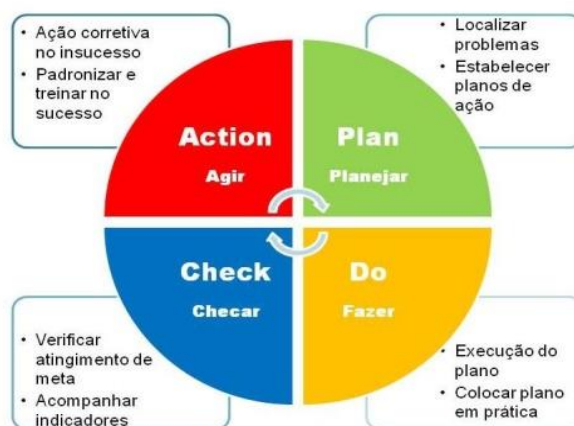 • Ação corretiva
no insucesso
• Padronizar e
treinar no
sucesso
• Localizar
problemas
• Estabelecer
planos de
ação
Action
Agir
Plan
Planejar
Check
Checar
Do
Fazer
• Verificar
atingimento de
meta
• Acompanhar
indicadores
• Execução do
plano
• Colocar plano
em prática